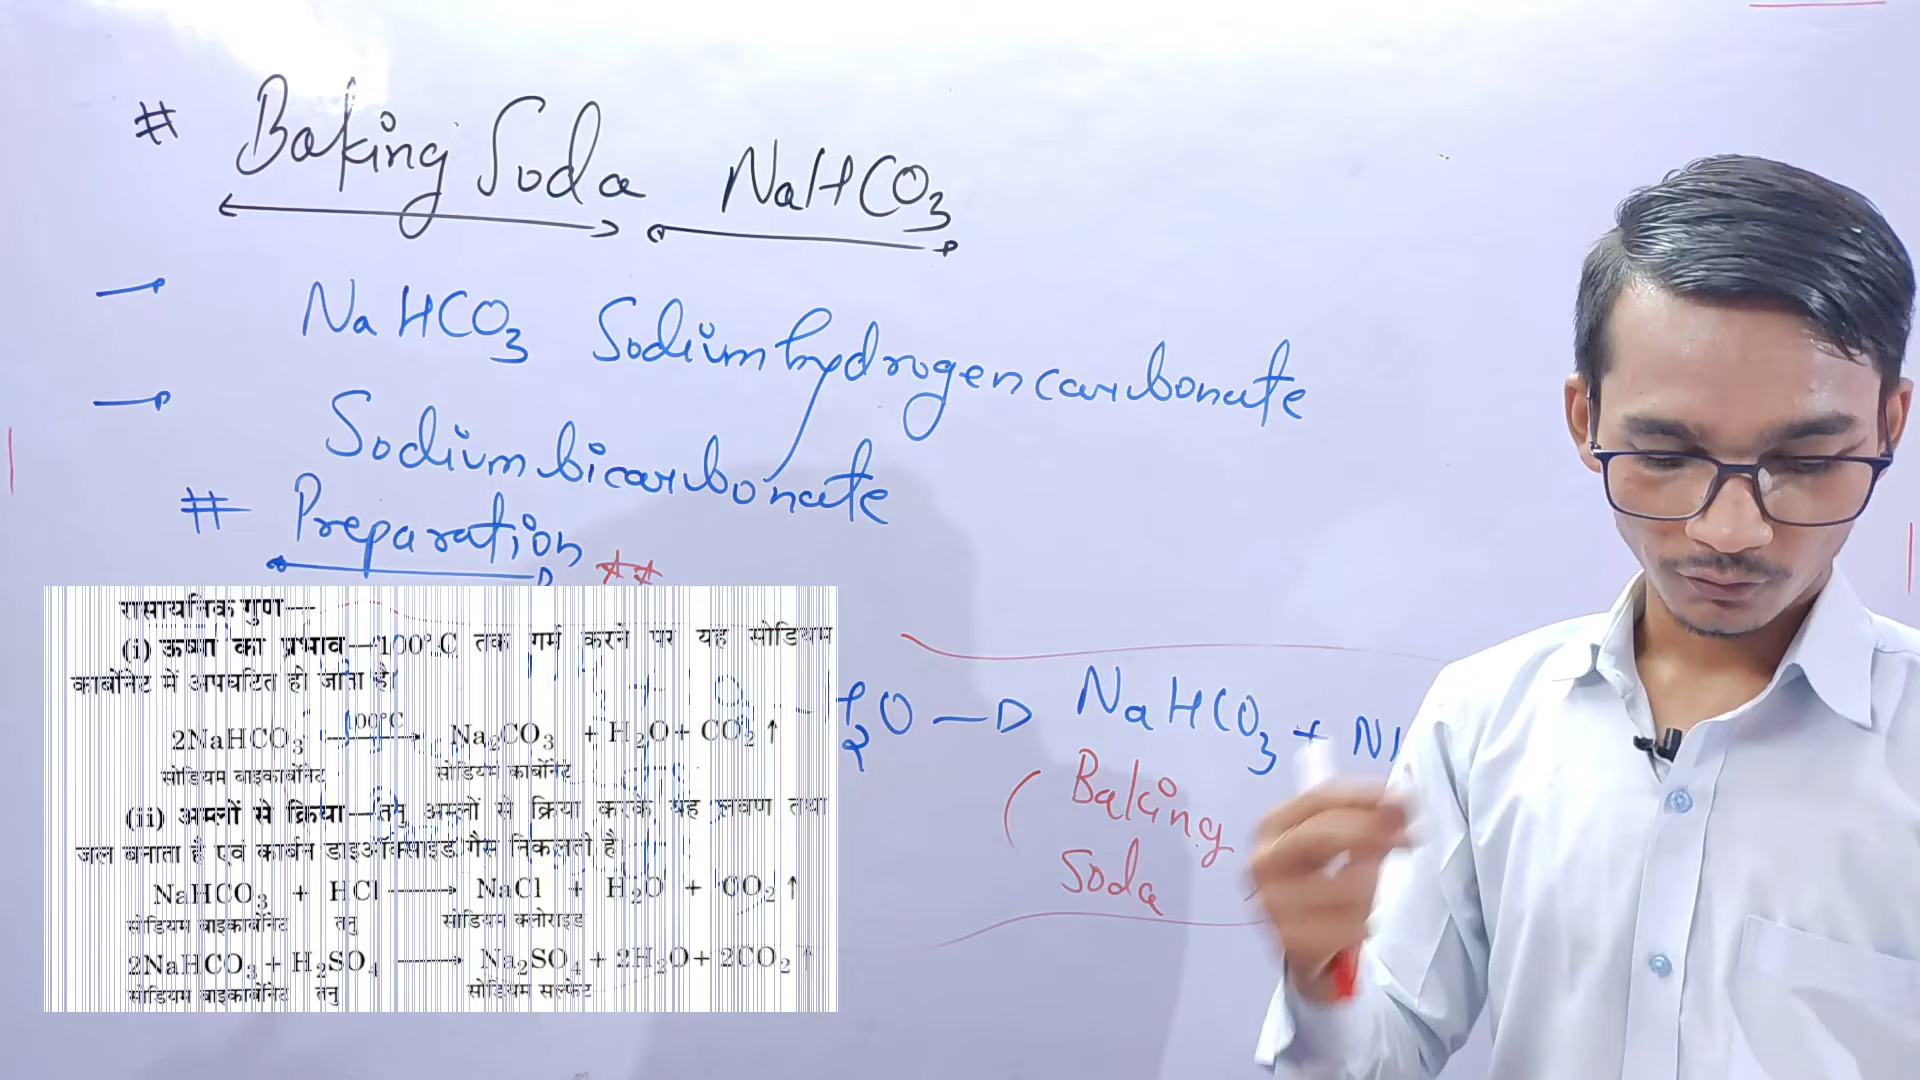 # Baking Soda NaHCO3
NaHCO3 Sodium hydrogen carbonate
Sodium bicarbonate
# Preparation
रासायनिक गुण—
(i) ऊष्मा का प्रभाव—100°C तक गर्म करने पर यह सोडियम
कार्बोनेट में अपघटित हो जाता है।
2NaHCO3 —100°C→ Na2CO3 + H2O + CO2 ↑
सोडियम बाइकार्बोनेट सोडियम कार्बोनेट
(ii) अम्लों से क्रिया—तनु अम्लों से क्रिया करके यह लवण तथा
जल बनाता है एवं कार्बन डाइऑक्साइड गैस निकलती है।
NaHCO3 + HCl → NaCl + H2O + CO2 ↑
सोडियम बाइकार्बोनेट तनु सोडियम क्लोराइड
2NaHCO3 + H2SO4 → Na2SO4 + 2H2O + 2CO2 ↑
सोडियम बाइकार्बोनेट तनु सोडियम सल्फेट
2O → NaHCO3 +
(Baking
Soda